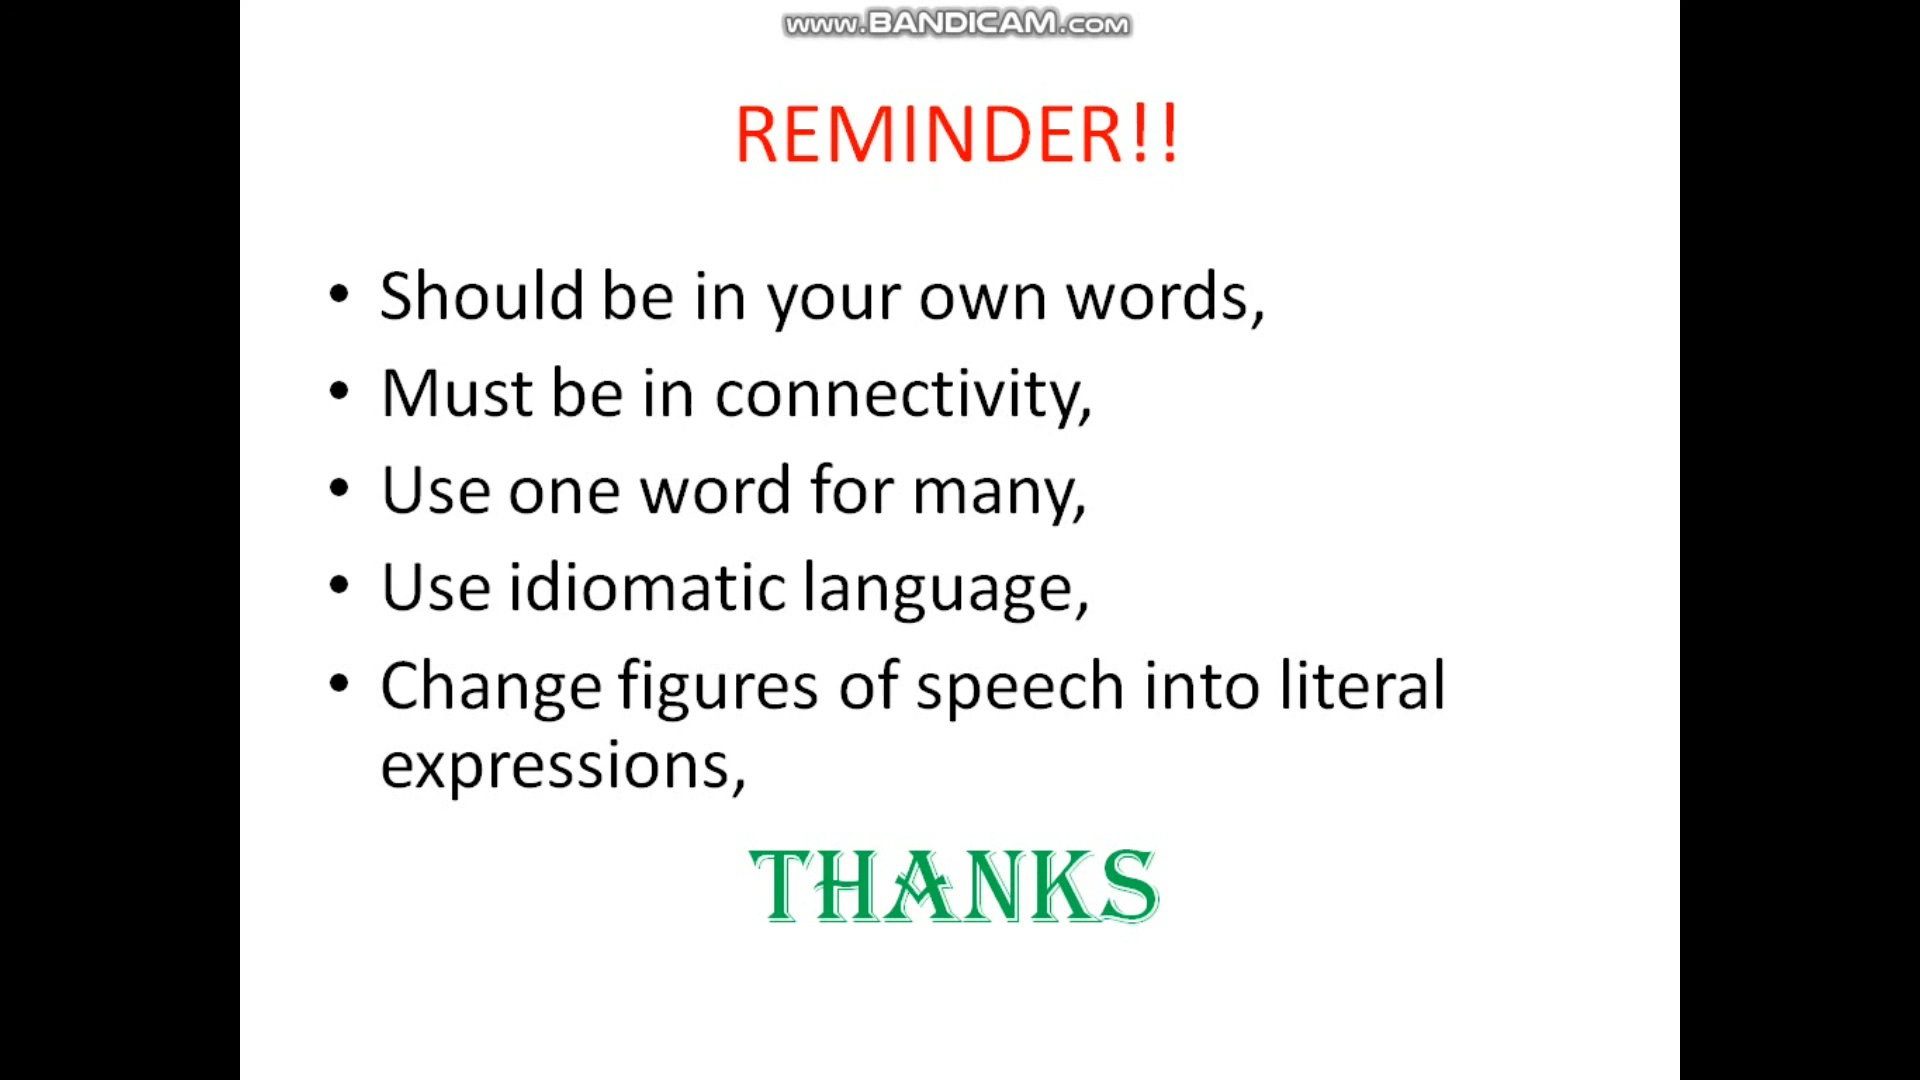 www.BANDICAM.com
REMINDER!!
• Should be in your own words,
• Must be in connectivity,
• Use one word for many,
• Use idiomatic language,
• Change figures of speech into literal
expressions,
THANKS